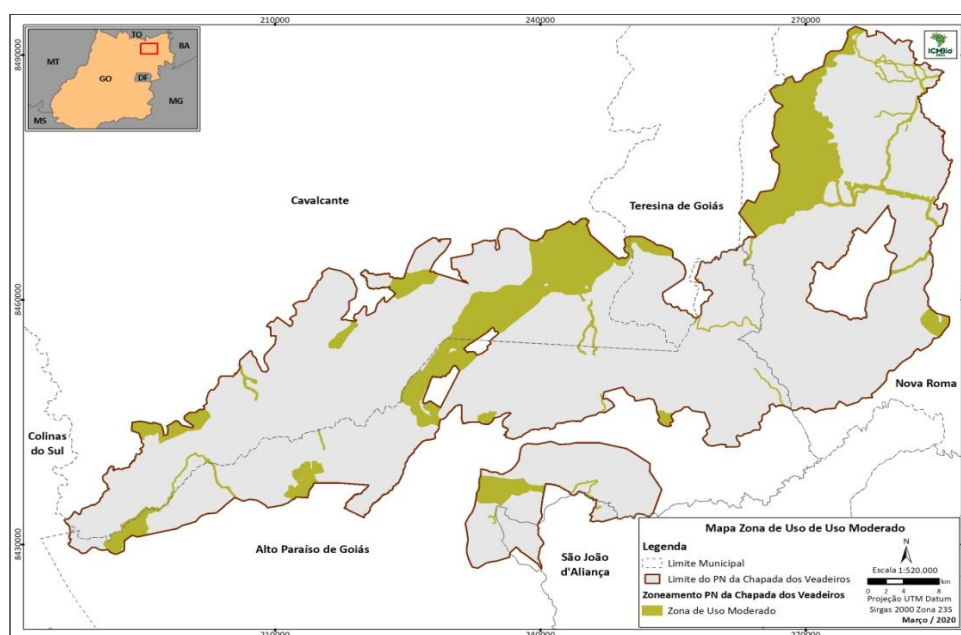 210000 240000 270000
TO
BA
MT
GO
DF
MG
MS
ICMBio
8490000
Cavalcante
Teresina de Goiás
8460000
Nova Roma
Colinas
do Sul
Alto Paraíso de Goiás
São João
d'Aliança
8430000
Mapa Zona de Uso de Uso Moderado
Legenda
Limite Municipal
Limite do PN da Chapada dos Veadeiros
Zoneamento PN da Chapada dos Veadeiros
Zona de Uso Moderado
N
Escala 1:520.000
0 2 4 8
km
Projeção UTM Datum
Sirgas 2000 Zona 23S
Março / 2020
210000 240000 270000